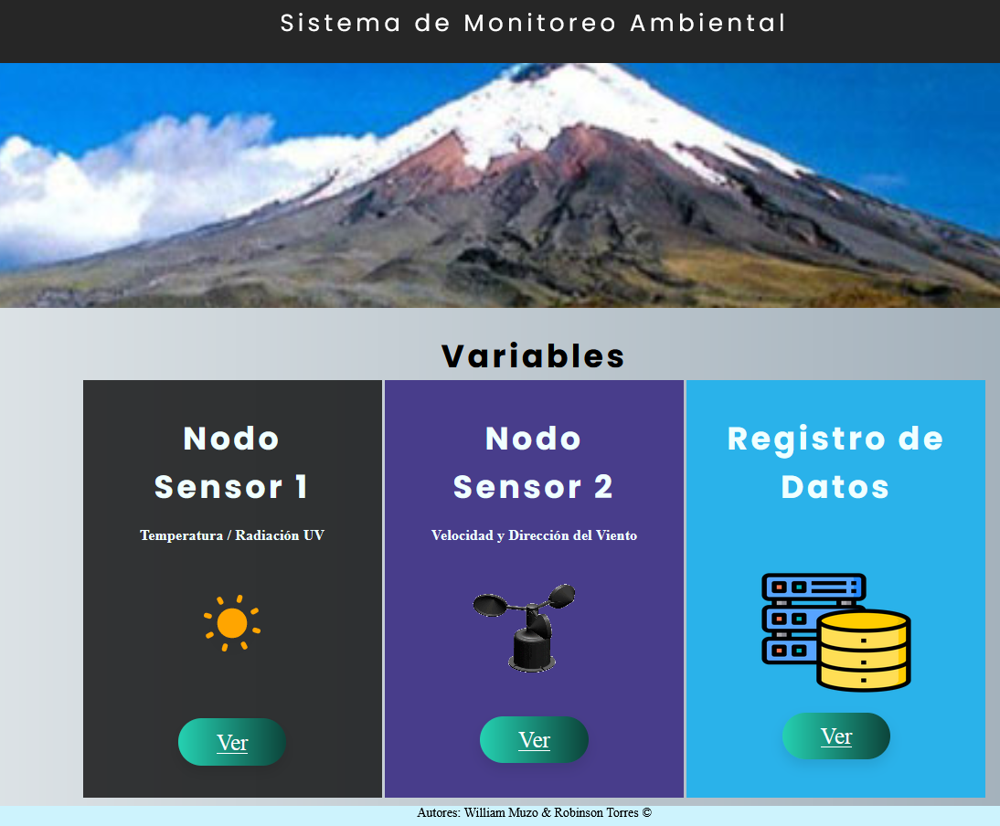 Sistema de Monitoreo Ambiental
Variables
Nodo
Sensor 1
Temperatura / Radiación UV
Ver
Nodo
Sensor 2
Velocidad y Dirección del Viento
Ver
Registro de
Datos
Ver
Autores: William Muzo & Robinson Torres ©